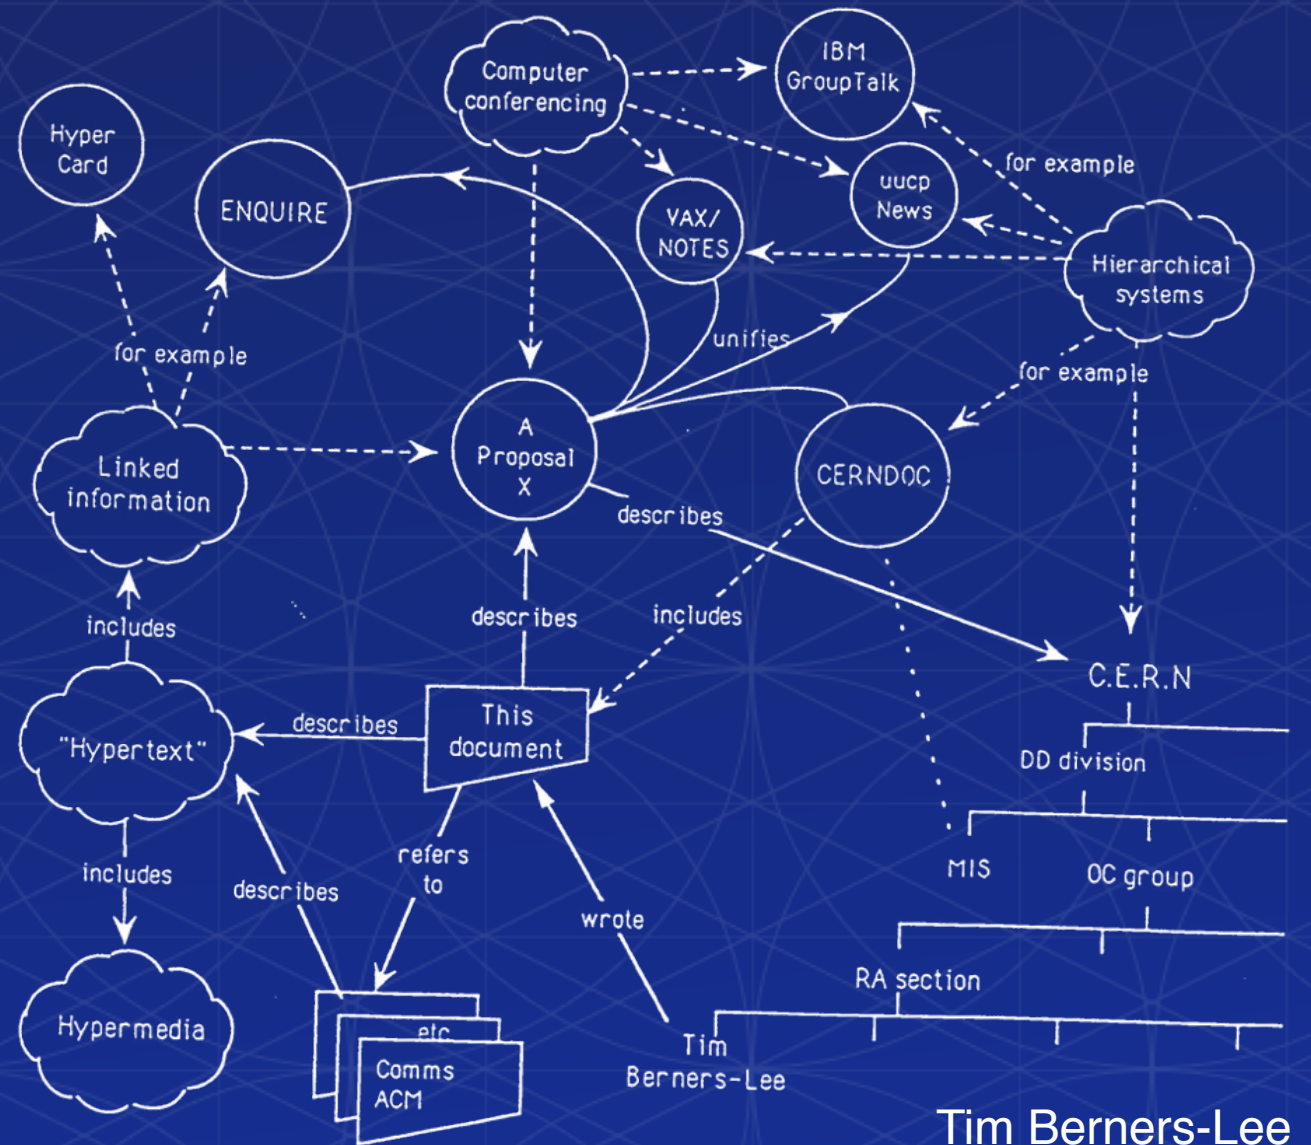 Computer
conferencing
IBM
GroupTalk
Hyper
Card
ENQUIRE
for example
uucp
News
VAX/
NOTES
Hierarchical
systems
unifies
for example
for example
A
Proposal
X
Linked
information
CERNDOC
describes
includes
describes
includes
C.E.R.N
This
document
describes
"Hypertext"
DD division
refers
to
MIS
OC group
includes
describes
wrote
RA section
Hypermedia
etc
Comms
ACM
Tim
Berners-Lee
Tim Berners-Lee